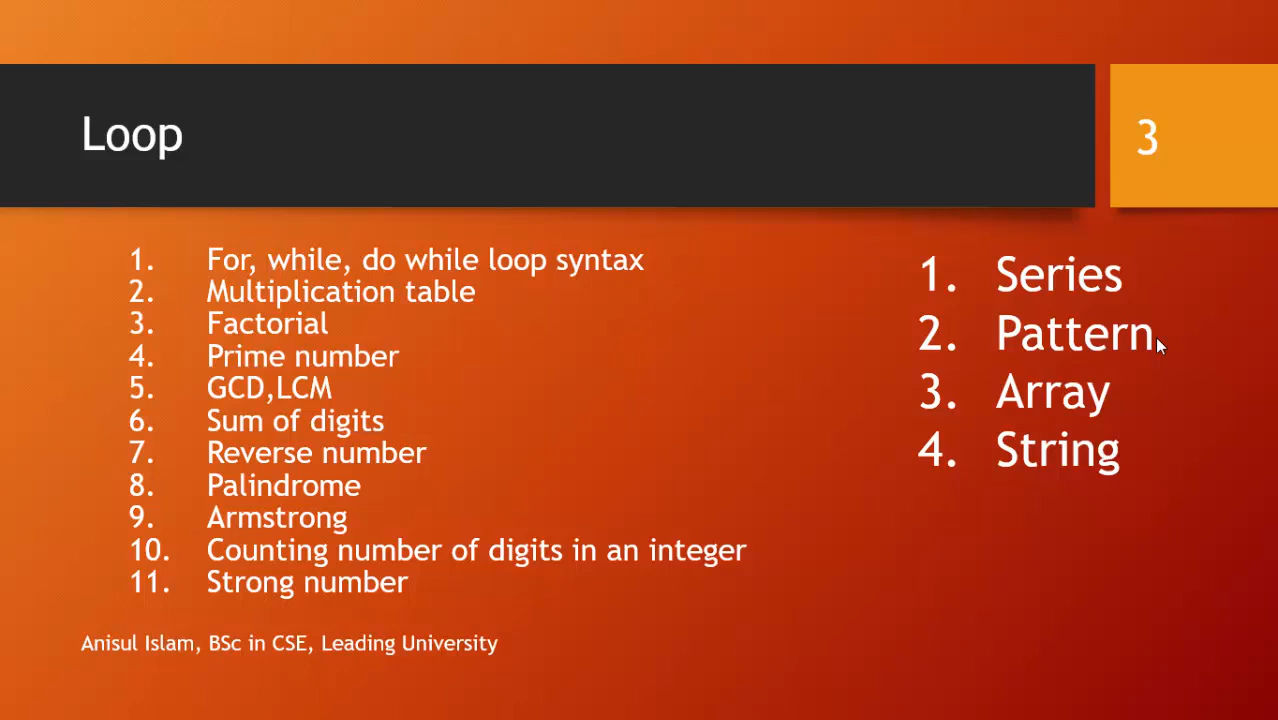 Loop
3
1. For, while, do while loop syntax
2. Multiplication table
3. Factorial
4. Prime number
5. GCD,LCM
6. Sum of digits
7. Reverse number
8. Palindrome
9. Armstrong
10. Counting number of digits in an integer
11. Strong number
1. Series
2. Pattern
3. Array
4. String
Anisul Islam, BSc in CSE, Leading University